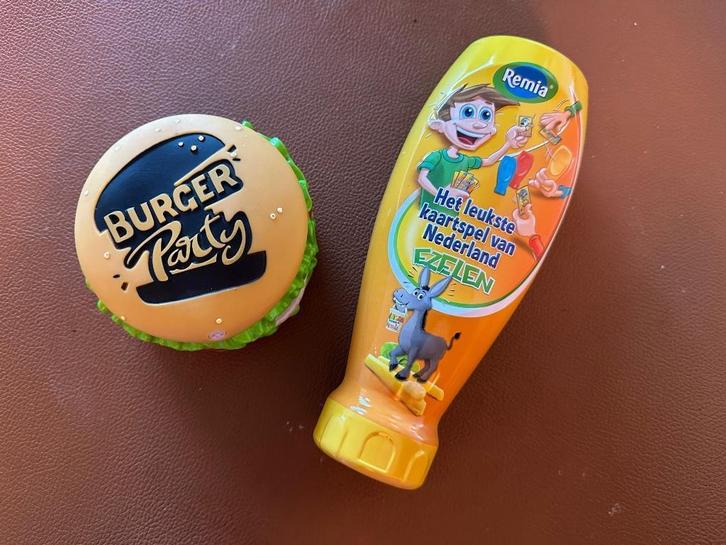 BURGER
Party
Remia
Het leukste
kaartspel van
Nederland
EZELEN